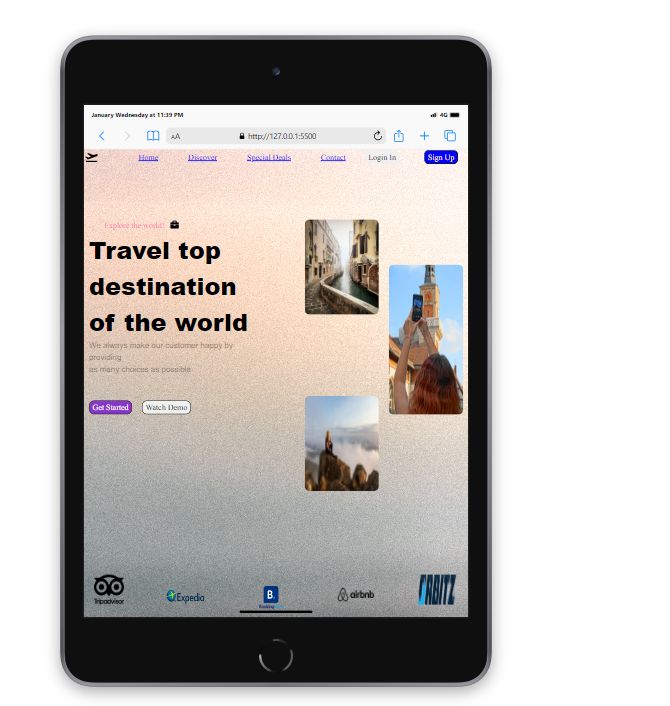 January Wednesday at 11:39 PM
4G
AA
http://127.0.0.1:5500
Home
Discover
Special Deals
Contact
Login In
Sign Up
Explore the world!
Travel top
destination
of the world
We always make our customer happy by
providing
as many choices as possible
Get Started
Watch Demo
Tripadvisor
Expedia
B.
Booking
airbnb
ORBITZ